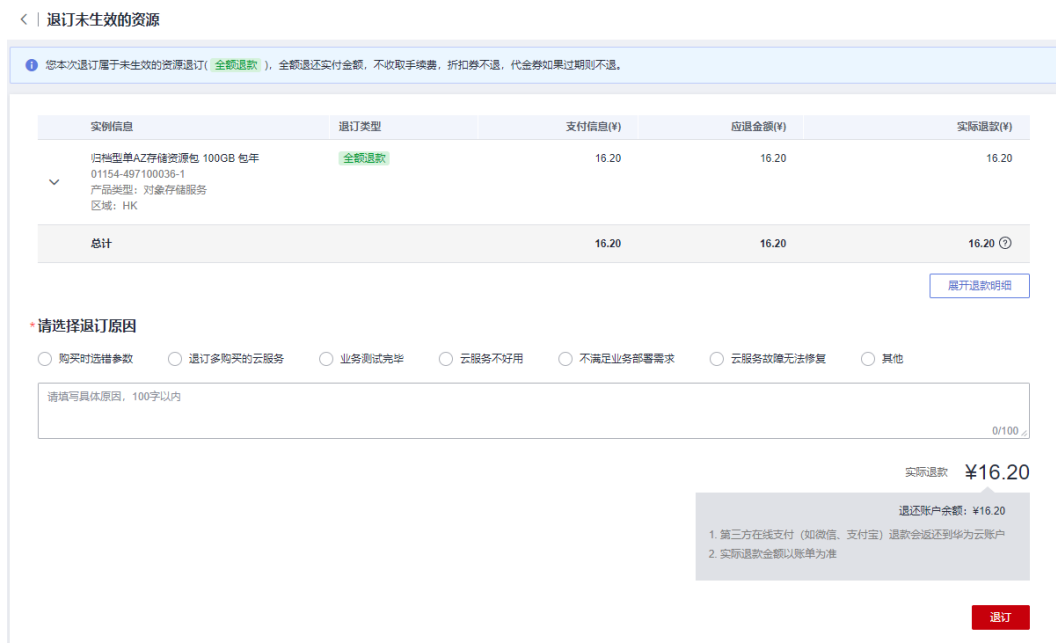 退订未生效的资源
您本次退订属于未生效的资源退订( 全额退款 )，全额退还实付金额，不收取手续费，折扣券不退，代金券如果过期则不退。
实例信息 退订类型 支付信息(¥) 应退金额(¥) 实际退款(¥)
归档型单AZ存储资源包 100GB 包年 全额退款 16.20 16.20 16.20
01154-497100036-1
产品类型：对象存储服务
区域：HK
总计 16.20 16.20 16.20
展开退款明细
*请选择退订原因
购买时选错参数 退订多购买的云服务 业务测试完毕 云服务不好用 不满足业务部署需求 云服务故障无法修复 其他
请填写具体原因，100字以内
0/100
实际退款 ¥16.20
退还账户余额：¥16.20
1. 第三方在线支付（如微信、支付宝）退款会返还到华为云账户
2. 实际退款金额以账单为准
退订